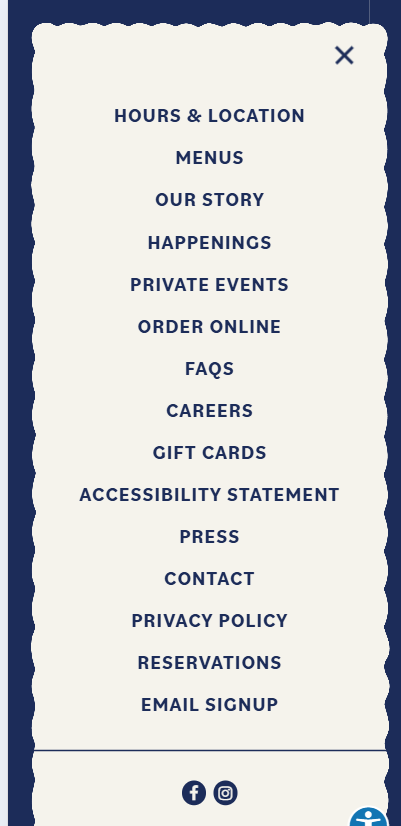 HOURS & LOCATION
MENUS
OUR STORY
HAPPENINGS
PRIVATE EVENTS
ORDER ONLINE
FAQS
CAREERS
GIFT CARDS
ACCESSIBILITY STATEMENT
PRESS
CONTACT
PRIVACY POLICY
RESERVATIONS
EMAIL SIGNUP